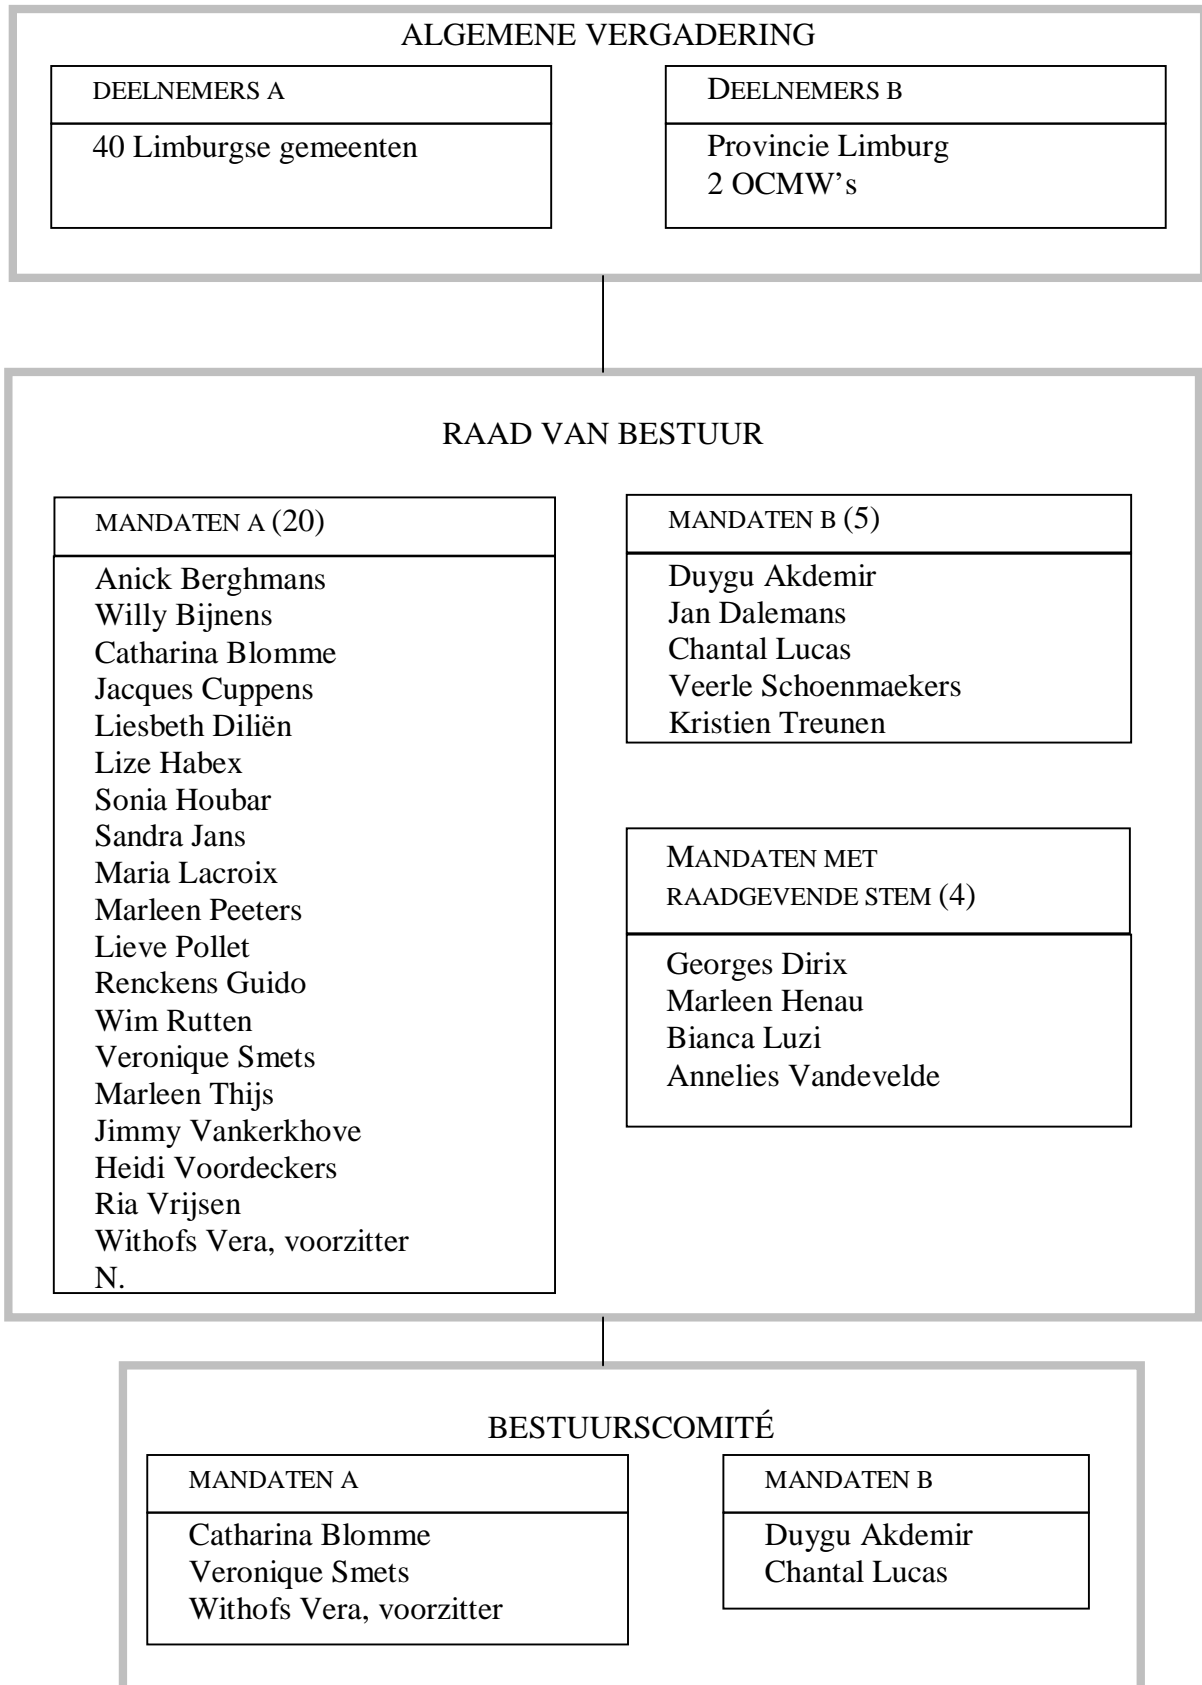 ALGEMENE VERGADERING
DEELNEMERS A
40 Limburgse gemeenten
DEELNEMERS B
Provincie Limburg
2 OCMW’s
RAAD VAN BESTUUR
MANDATEN A (20)
Anick Berghmans
Willy Bijnens
Catharina Blomme
Jacques Cuppens
Liesbeth Diliën
Lize Habex
Sonia Houbar
Sandra Jans
Maria Lacroix
Marleen Peeters
Lieve Pollet
Renckens Guido
Wim Rutten
Veronique Smets
Marleen Thijs
Jimmy Vankerkhove
Heidi Voordeckers
Ria Vrijsen
Withofs Vera, voorzitter
N.
MANDATEN B (5)
Duygu Akdemir
Jan Dalemans
Chantal Lucas
Veerle Schoenmaekers
Kristien Treunen
MANDATEN MET
RAADGEVENDE STEM (4)
Georges Dirix
Marleen Henau
Bianca Luzi
Annelies Vandevelde
BESTUURSCOMITÉ
MANDATEN A
Catharina Blomme
Veronique Smets
Withofs Vera, voorzitter
MANDATEN B
Duygu Akdemir
Chantal Lucas